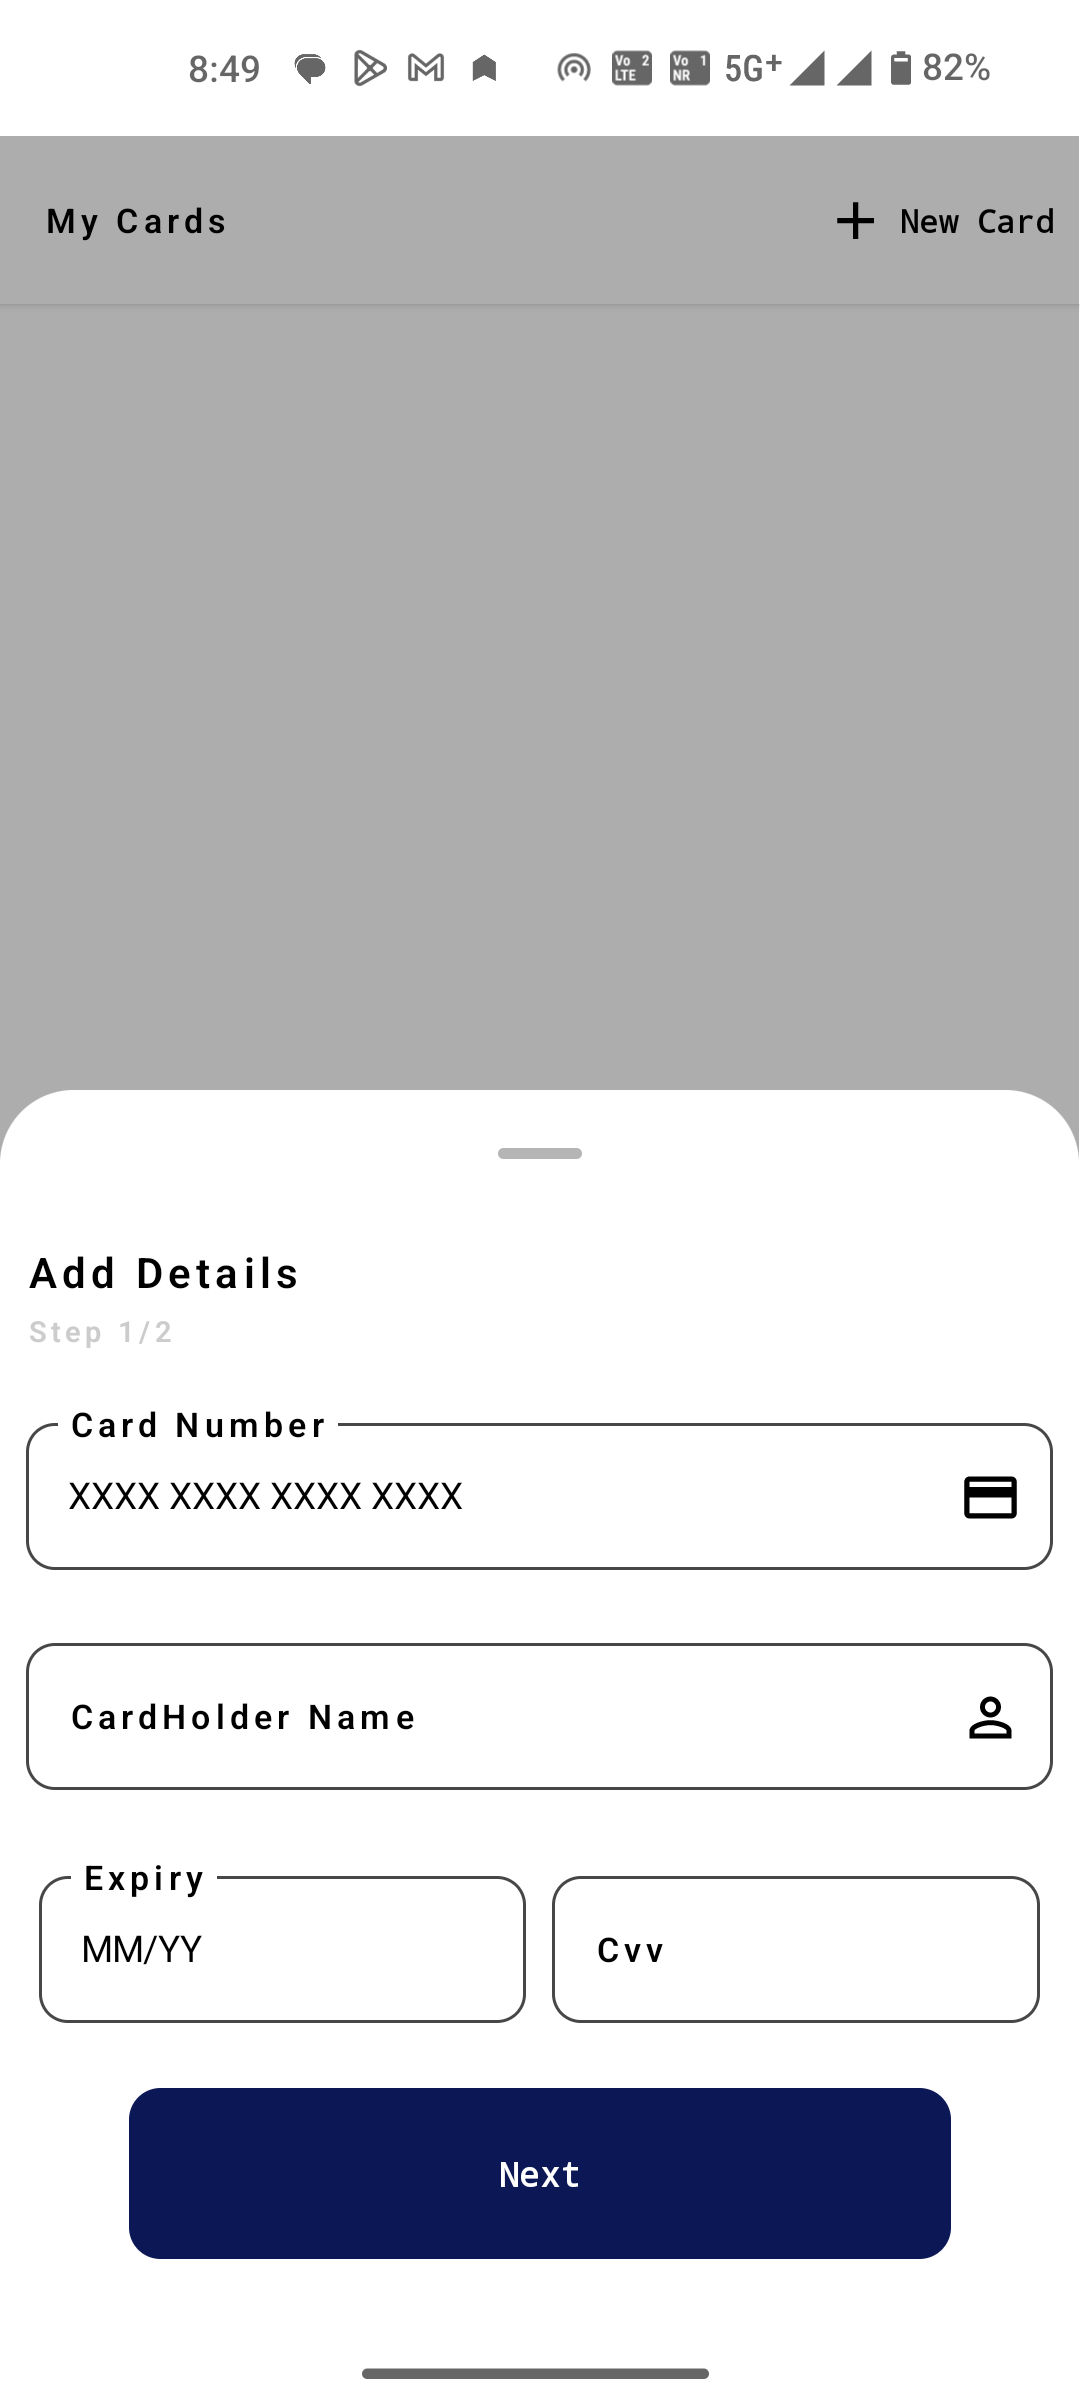 8:49
Vo LTE 2
Vo NR 1
5G+
82%
My Cards
New Card
Add Details
Step 1/2
Card Number
XXXX XXXX XXXX XXXX
CardHolder Name
Expiry
MM/YY
Cvv
Next